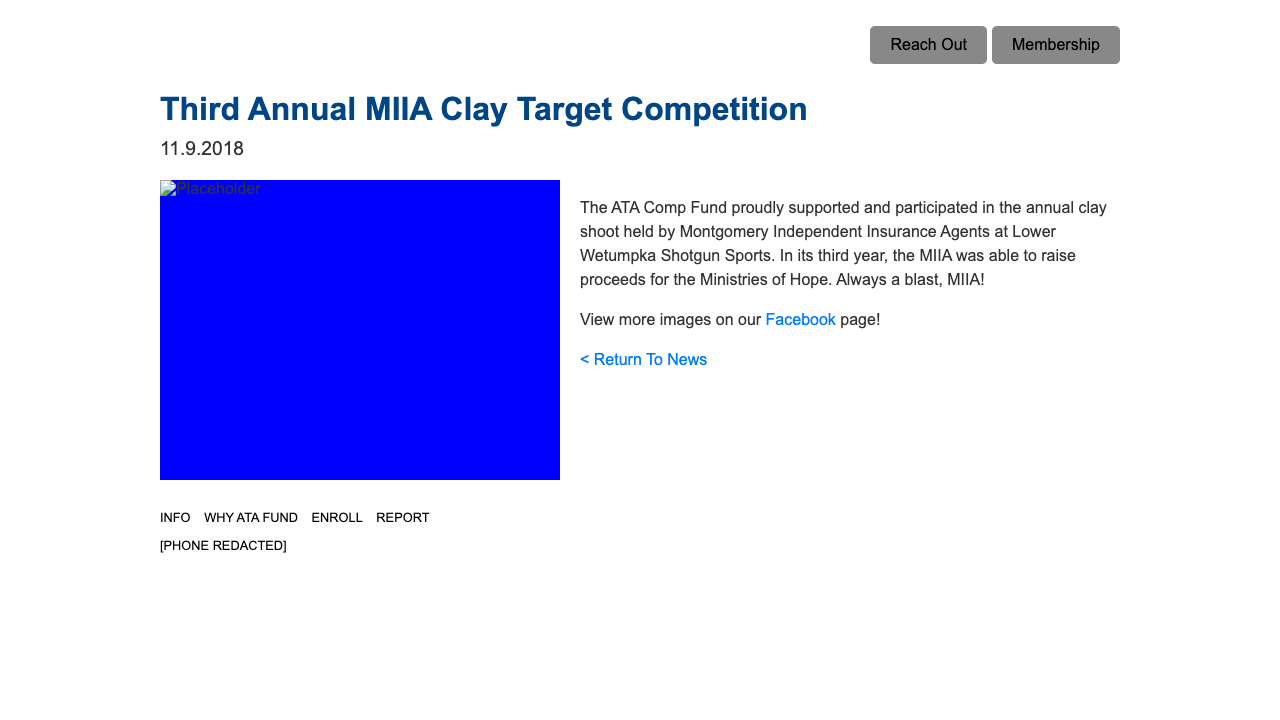 Reach Out Membership
Third Annual MIIA Clay Target Competition
11.9.2018
Placeholder
The ATA Comp Fund proudly supported and participated in the annual clay
shoot held by Montgomery Independent Insurance Agents at Lower
Wetumpka Shotgun Sports. In its third year, the MIIA was able to raise
proceeds for the Ministries of Hope. Always a blast, MIIA!
View more images on our Facebook page!
< Return To News
INFO WHY ATA FUND ENROLL REPORT
[PHONE REDACTED]